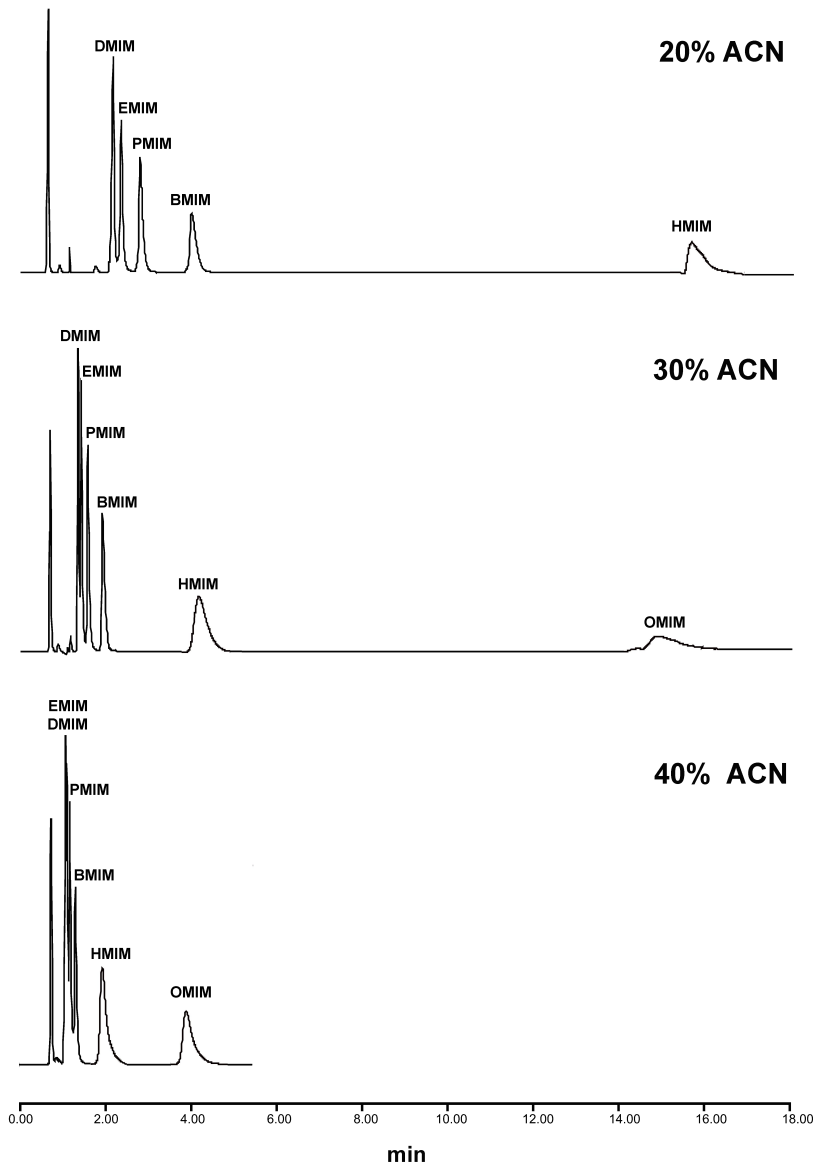 20% ACN
DMIM
EMIM
PMIM
BMIM
HMIM
30% ACN
DMIM
EMIM
PMIM
BMIM
HMIM
OMIM
40% ACN
EMIM
DMIM
PMIM
BMIM
HMIM
OMIM
0.00 2.00 4.00 6.00 8.00 10.00 12.00 14.00 16.00 18.00
min